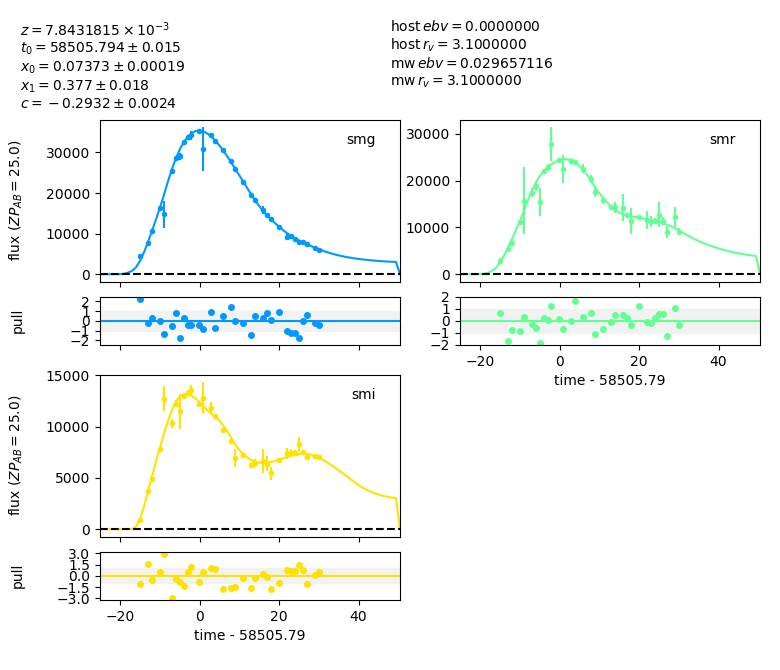 z = 7.8431815 × 10⁻³
t₀ = 58505.794 ± 0.015
x₀ = 0.07373 ± 0.00019
x₁ = 0.377 ± 0.018
c = −0.2932 ± 0.0024
host ebv = 0.0000000
host r_v = 3.1000000
mw ebv = 0.029657116
mw r_v = 3.1000000
flux (ZP_AB = 25.0)
30000
20000
10000
0
smg
30000
20000
10000
0
smr
pull
2
1
0
−1
−2
2
1
0
−1
−2
−20
0
20
40
time - 58505.79
flux (ZP_AB = 25.0)
15000
10000
5000
0
smi
pull
3.0
1.5
0.0
−1.5
−3.0
−20
0
20
40
time - 58505.79